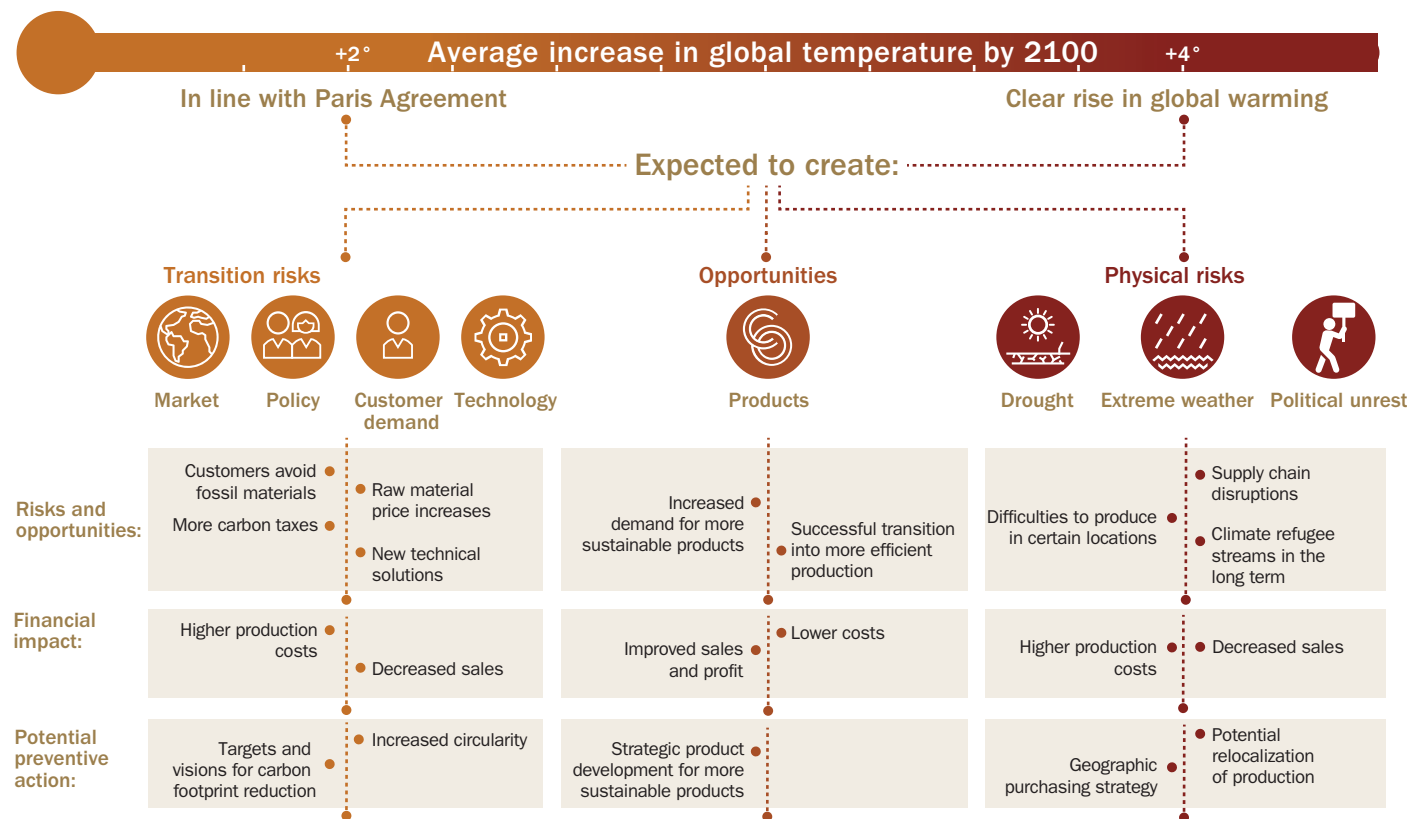 +2°
Average increase in global temperature by 2100
+4°
In line with Paris Agreement
Clear rise in global warming
Expected to create:
Transition risks
Opportunities
Physical risks
Market
Policy
Customer
demand
Technology
Products
Drought
Extreme weather
Political unrest
Risks and
opportunities:
Customers avoid
fossil materials
More carbon taxes
Raw material
price increases
New technical
solutions
Increased
demand for more
sustainable products
Successful transition
into more efficient
production
Difficulties to produce
in certain locations
Supply chain
disruptions
Climate refugee
streams in the
long term
Financial
impact:
Higher production
costs
Decreased sales
Improved sales
and profit
Lower costs
Higher production
costs
Decreased sales
Potential
preventive
action:
Targets and
visions for carbon
footprint reduction
Increased circularity
Strategic product
development for more
sustainable products
Geographic
purchasing strategy
Potential
relocalization
of production